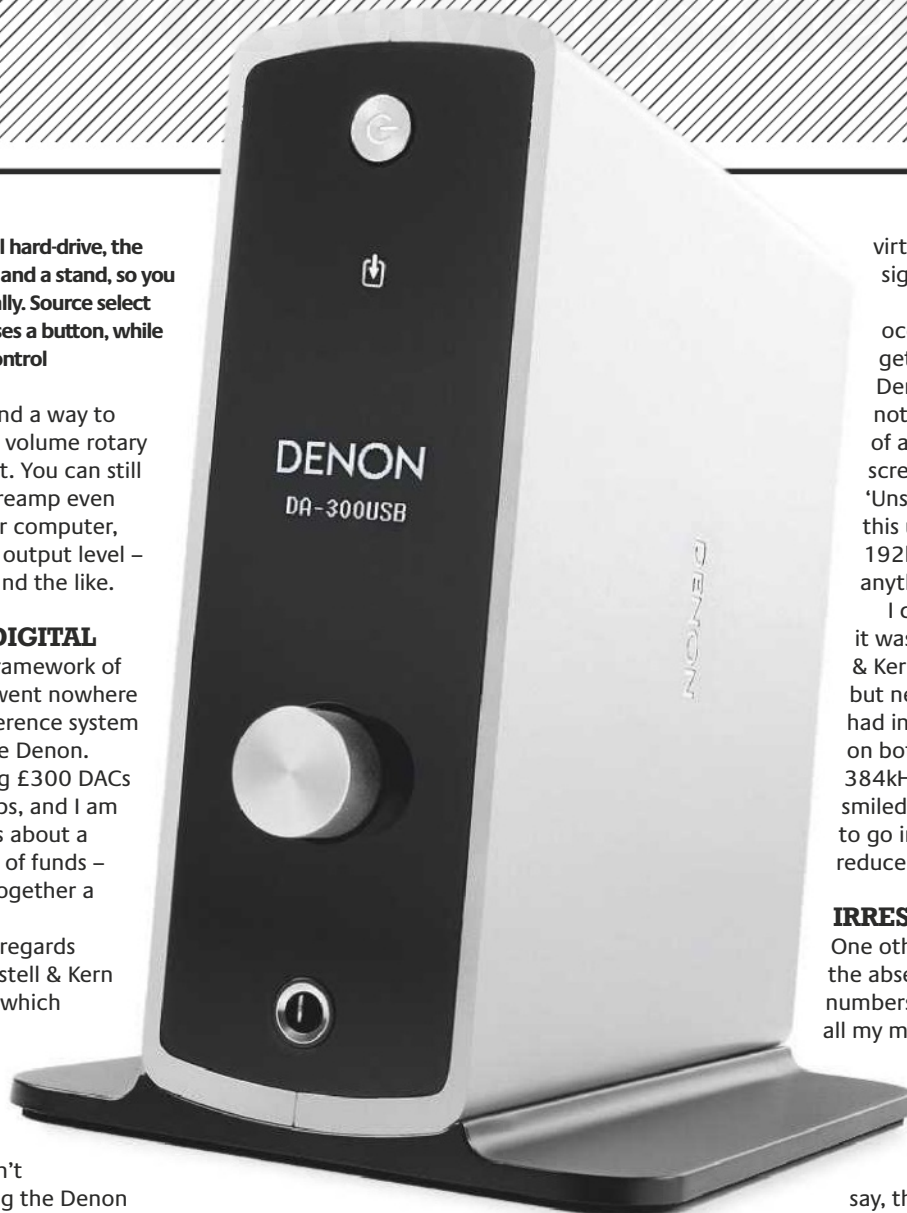 l hard-drive, the
and a stand, so you
ally. Source select
ses a button, while
ontrol
nd a way to
volume rotary
t. You can still
reamp even
r computer,
output level –
nd the like.
DIGITAL
ramework of
went nowhere
erence system
e Denon.
g £300 DACs
os, and I am
s about a
of funds –
ogether a
regards
stell & Kern
which
n't
ng the Denon
DENON
DA-300USB
DENON
virt
sig
occ
get
Der
not
of a
scre
'Uns
this u
192k
anyth
I c
it was
& Ker
but ne
had in
on bot
384kH
smiled
to go in
reduce
IRRES
One oth
the abse
numbers
all my m
say, th